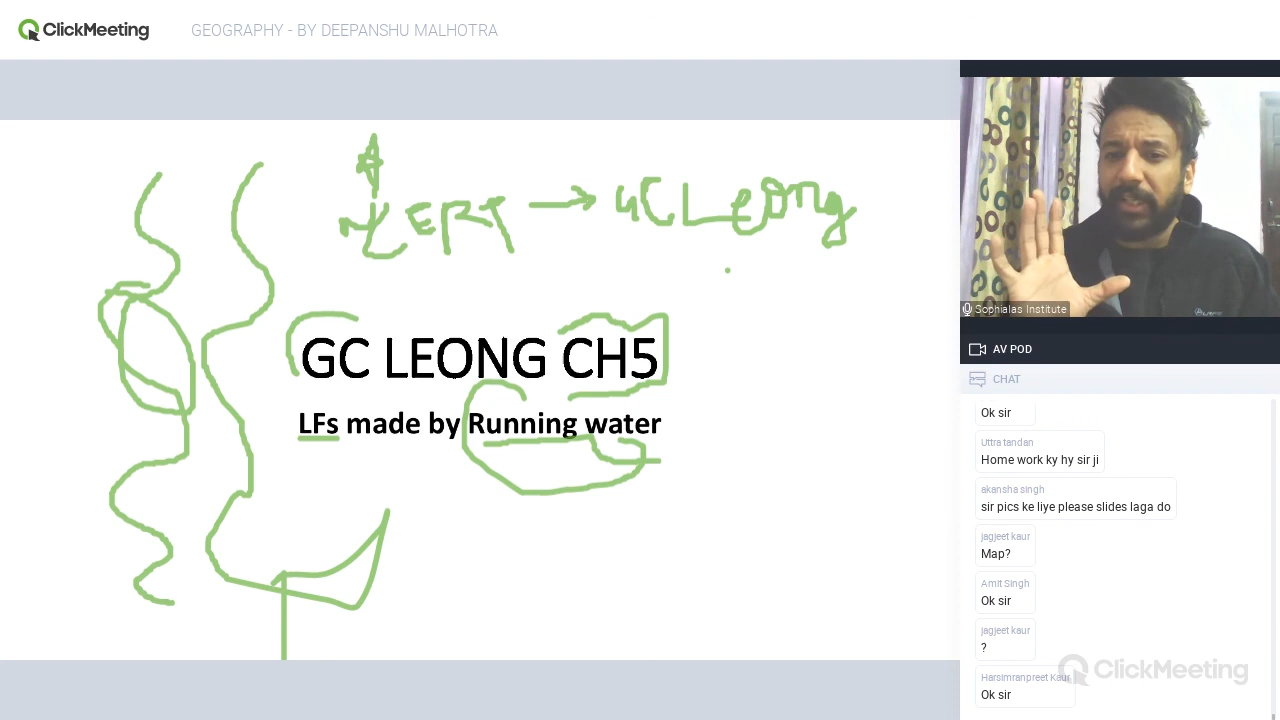 ClickMeeting
GEOGRAPHY - BY DEEPANSHU MALHOTRA
NCERT → GC Leong
GC LEONG CH5
LFs made by Running water
Sophialas Institute
AV POD
CHAT
Ok sir
Uttra tandan
Home work ky hy sir ji
akansha singh
sir pics ke liye please slides laga do
jagjeet kaur
Map?
Amit Singh
Ok sir
jagjeet kaur
?
Harsimranpreet Kaur
Ok sir
ClickMeeting